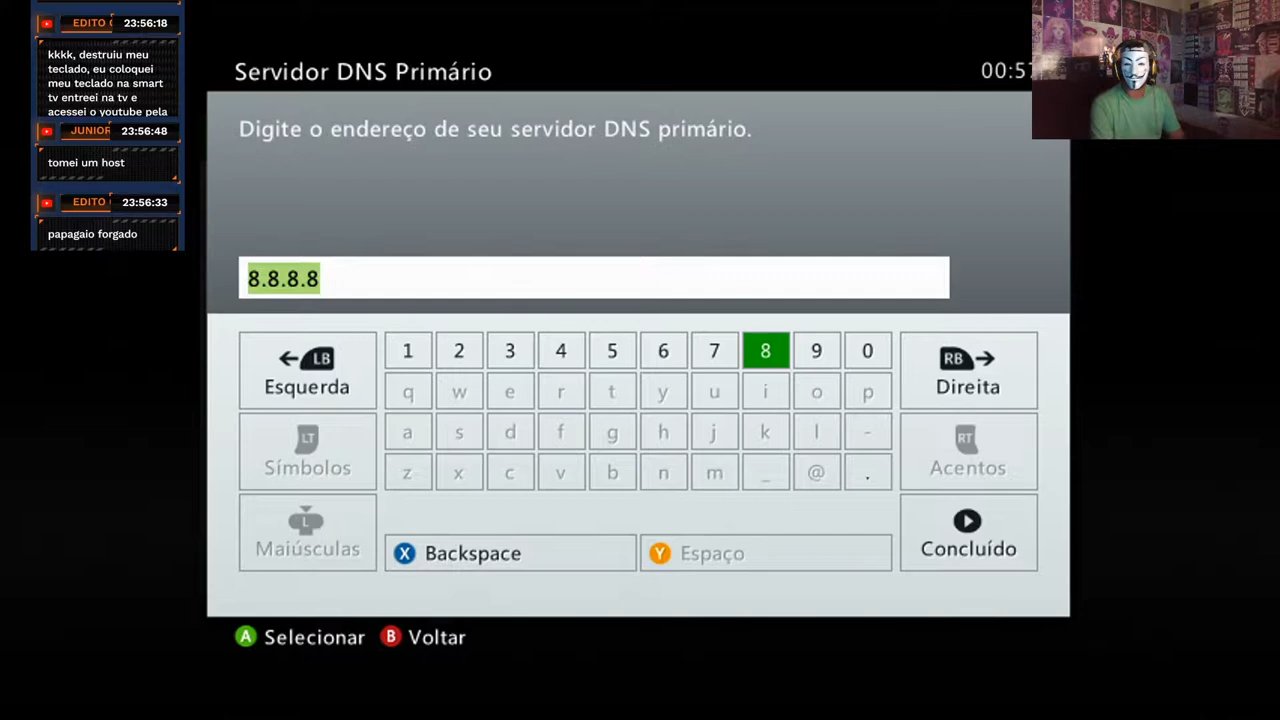 EDITO
23:56:18
kkkk, destruiu meu
teclado, eu coloquei
meu teclado na smart
tv entreei na tv e
acessei o youtube pela
JUNIOR
23:56:48
tomei um host
EDITO
23:56:33
papagaio forgado
Servidor DNS Primário
00:57
Digite o endereço de seu servidor DNS primário.
8.8.8.8
LB
Esquerda
1 2 3 4 5 6 7 8 9 0
RB
Direita
q w e r t y u i o p
LT
Símbolos
a s d f g h j k l -
RT
Acentos
z x c v b n m _ @ .
L
Maiúsculas
X Backspace
Y Espaço
Concluído
A Selecionar B Voltar